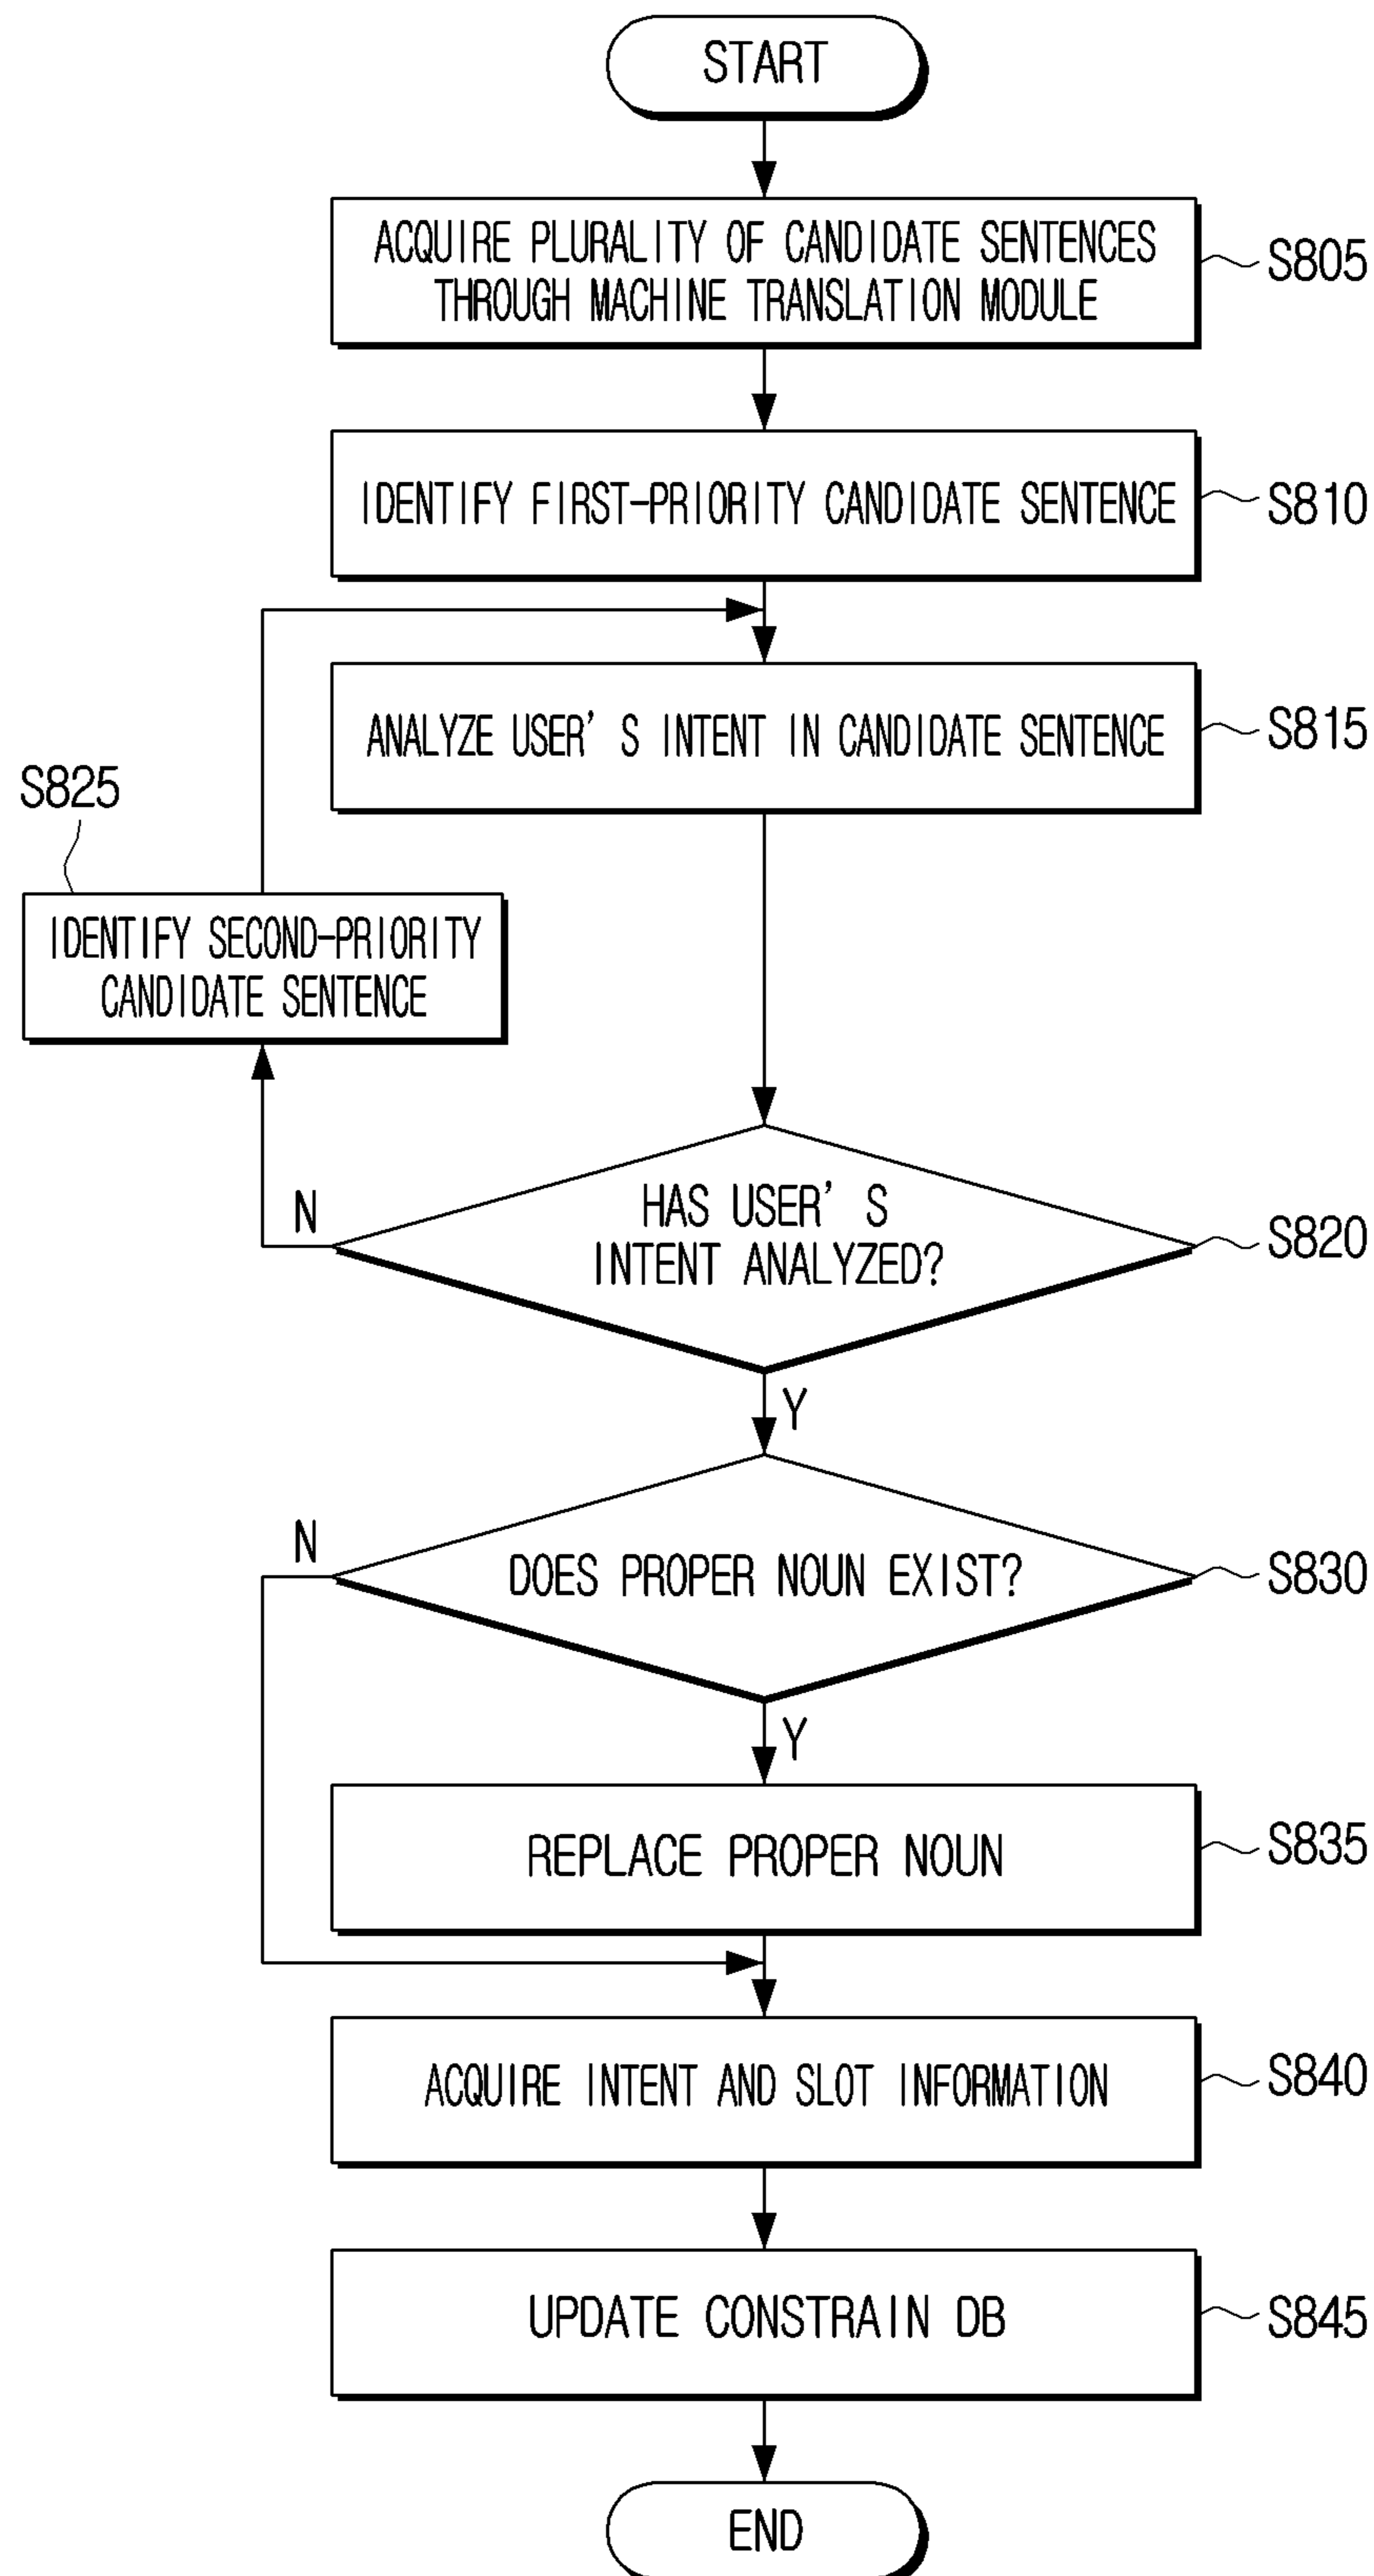 START
ACQUIRE PLURALITY OF CANDIDATE SENTENCES
THROUGH MACHINE TRANSLATION MODULE
S805
IDENTIFY FIRST-PRIORITY CANDIDATE SENTENCE
S810
ANALYZE USER'S INTENT IN CANDIDATE SENTENCE
S815
S825
IDENTIFY SECOND-PRIORITY
CANDIDATE SENTENCE
N
HAS USER'S
INTENT ANALYZED?
S820
Y
N
DOES PROPER NOUN EXIST?
S830
Y
REPLACE PROPER NOUN
S835
ACQUIRE INTENT AND SLOT INFORMATION
S840
UPDATE CONSTRAIN DB
S845
END